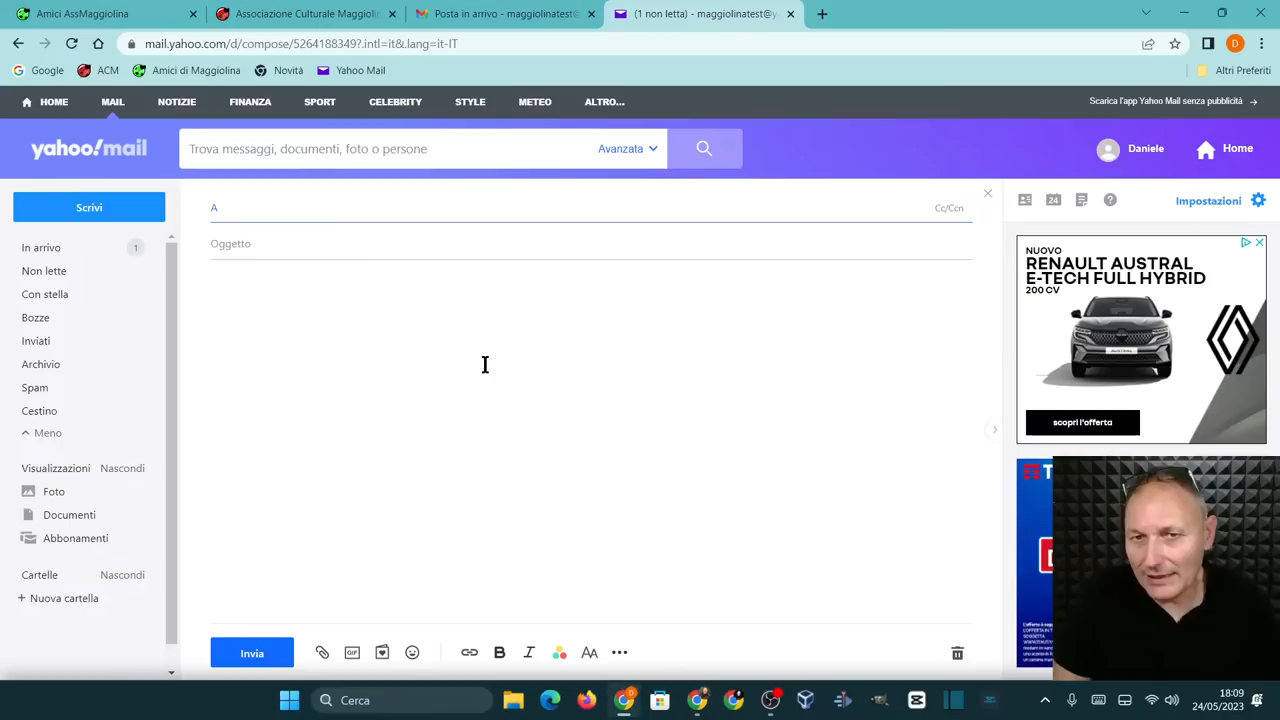 Amici di Maggiolina
Associazione Culturale Maggiolin
Posta in arrivo - maggiolinatest@
(1 non letta) - maggiolinatest@y
mail.yahoo.com/d/compose/5264188349?.intl=it&.lang=it-IT
Google
ACM
Amici di Maggiolina
Novità
Yahoo Mail
Altri Preferiti
HOME
MAIL
NOTIZIE
FINANZA
SPORT
CELEBRITY
STYLE
METEO
ALTRO...
Scarica l'app Yahoo Mail senza pubblicità
yahoo!mail
Trova messaggi, documenti, foto o persone
Avanzata
Daniele
Home
Scrivi
In arrivo 1
Non lette
Con stella
Bozze
Inviati
Archivio
Spam
Cestino
Meno
Visualizzazioni Nascondi
Foto
Documenti
Abbonamenti
Cartelle Nascondi
+ Nuova cartella
A
Cc/Ccn
Oggetto
Invia
24
Impostazioni
NUOVO
RENAULT AUSTRAL
E-TECH FULL HYBRID
200 CV
scopri l'offerta
Cerca
18:09
24/05/2023